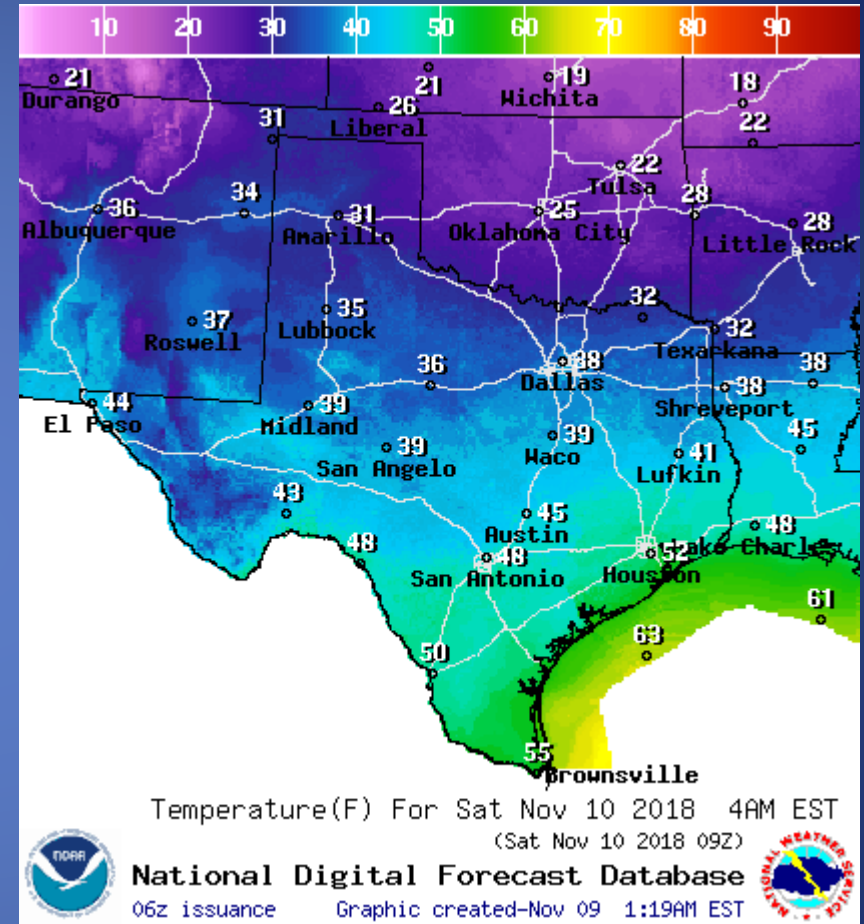 10 20 30 40 50 60 70 80 90
21
Durango
21
19
Wichita
18
26
Liberal
31
22
22
Tulsa
36
Albuquerque
34
31
Amarillo
25
Oklahoma City
28
28
Little Rock
37
Roswell
35
Lubbock
32
32
Texarkana
36
38
Dallas
38
38
Shreveport
44
El Paso
39
Midland
39
San Angelo
39
Waco
41
Lufkin
45
43
45
Austin
48
48
San Antonio
52
Houston
48
Lake Charles
50
63
61
55
Brownsville
Temperature(F) For Sat Nov 10 2018 4AM EST
(Sat Nov 10 2018 09Z)
National Digital Forecast Database
06z issuance Graphic created-Nov 09 1:19AM EST
NOAA
NATIONAL WEATHER SERVICE